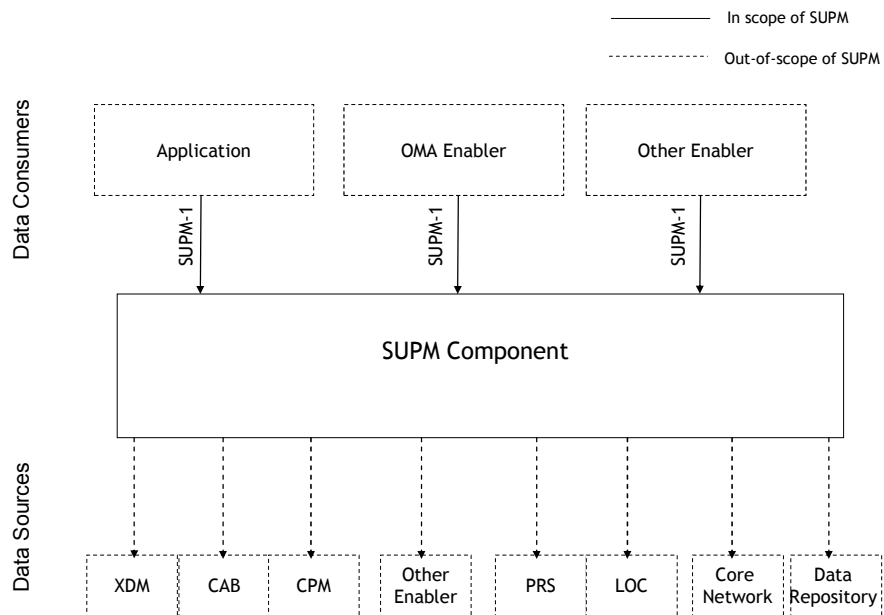 In scope of SUPM
Out-of-scope of SUPM
Data Consumers
Application
OMA Enabler
Other Enabler
SUPM-1
SUPM-1
SUPM-1
SUPM Component
Data Sources
XDM
CAB
CPM
Other
Enabler
PRS
LOC
Core
Network
Data
Repository